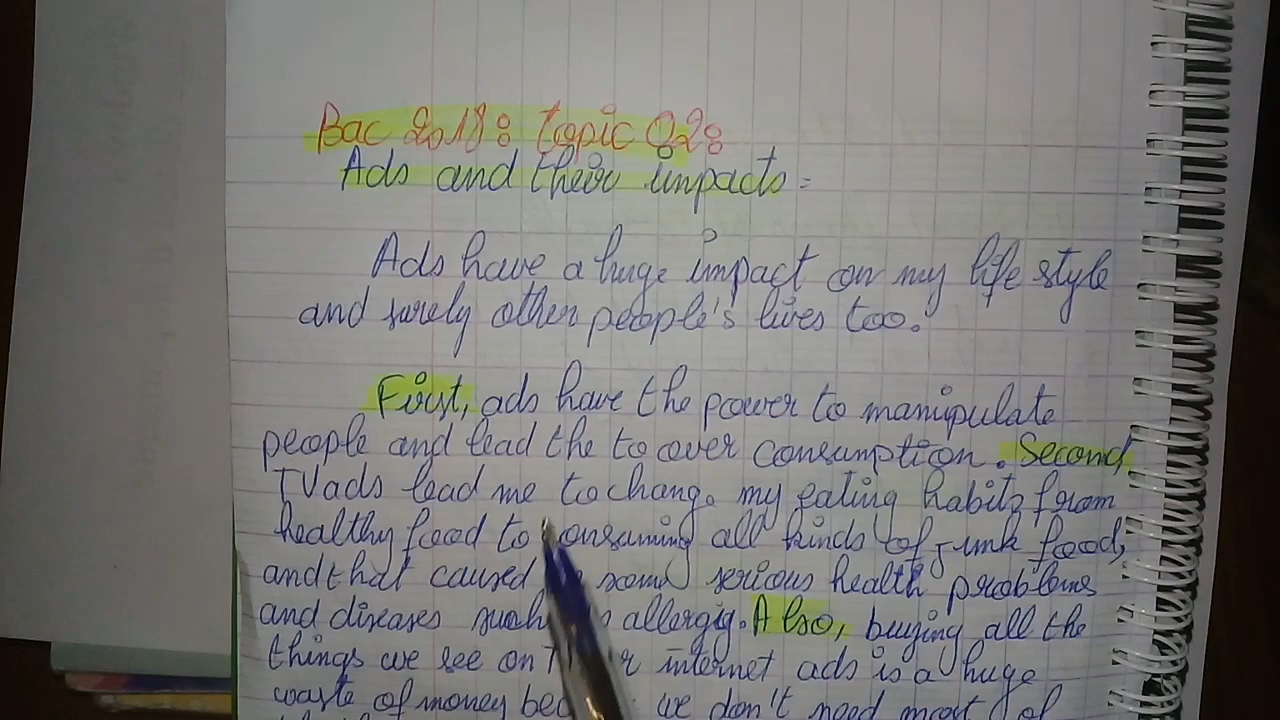 Bac 2018: topic 02:
Ads and their impacts:
Ads have a huge impact on my life style
and surely other people's lives too.
First, ads have the power to manipulate
people and lead the to over consumption. Second,
TV ads lead me to change my eating habits from
healthy food to consuming all kinds of junk food,
and that caused some serious health problems
and diseases such allergig. Also, buying all the
things we see on internet ads is a huge
waste of money we don't need most of